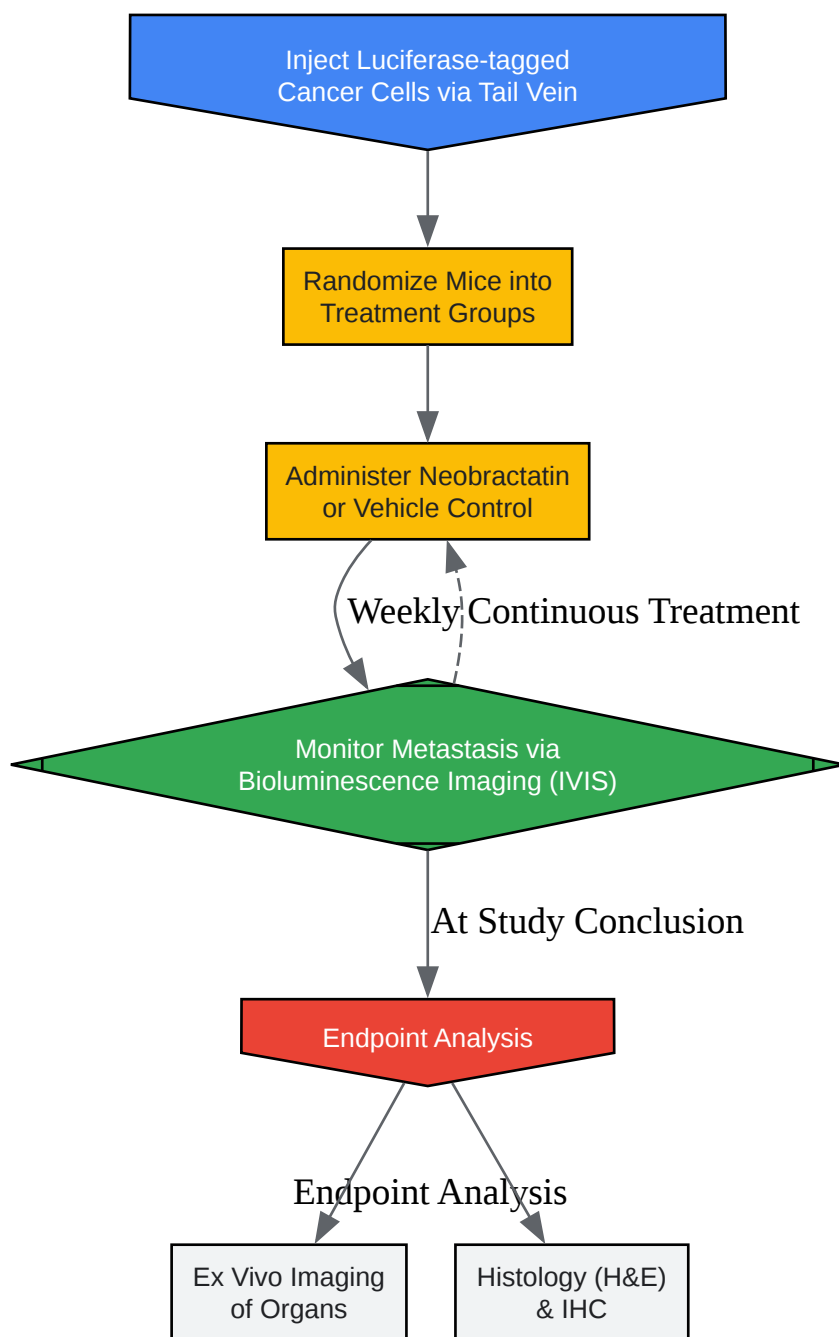 Inject Luciferase-tagged
Cancer Cells via Tail Vein
Randomize Mice into
Treatment Groups
Administer Neobractatin
or Vehicle Control
Weekly
Continuous Treatment
Monitor Metastasis via
Bioluminescence Imaging (IVIS)
At Study Conclusion
Endpoint Analysis
Endpoint Analysis
Ex Vivo Imaging
of Organs
Histology (H&E)
& IHC